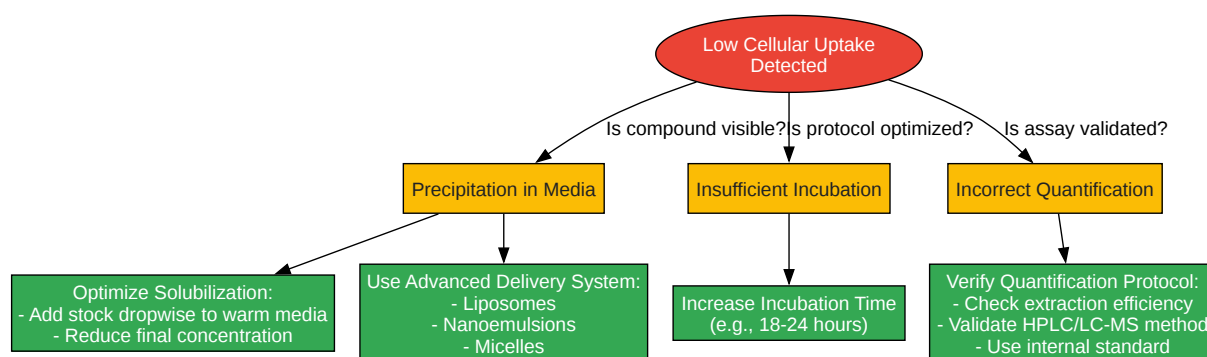 Low Cellular Uptake
Detected
Is compound visible?
Is protocol optimized?
Is assay validated?
Precipitation in Media
Insufficient Incubation
Incorrect Quantification
Optimize Solubilization:
- Add stock dropwise to warm media
- Reduce final concentration
Use Advanced Delivery System:
- Liposomes
- Nanoemulsions
- Micelles
Increase Incubation Time
(e.g., 18-24 hours)
Verify Quantification Protocol:
- Check extraction efficiency
- Validate HPLC/LC-MS method
- Use internal standard